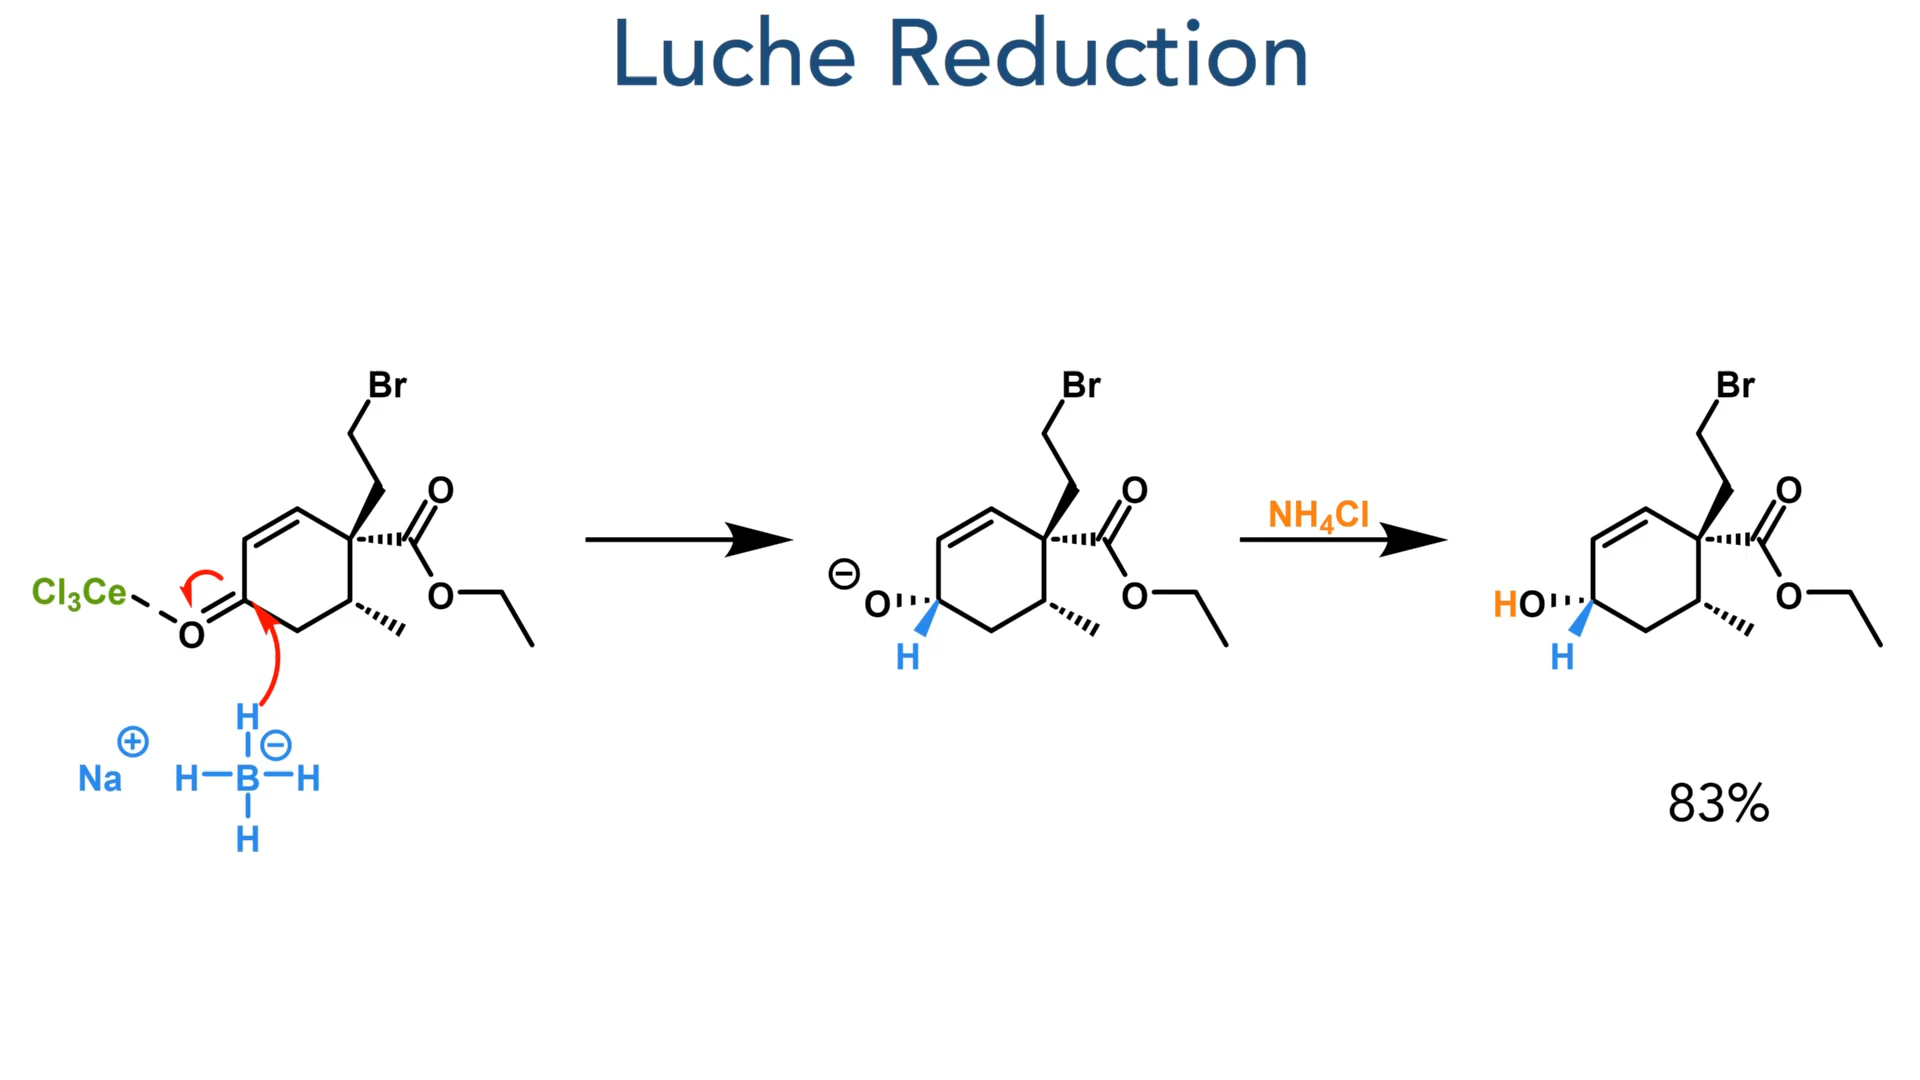 Luche Reduction
Br
O
O
Cl₃Ce
O
H
Na ⊕ H B ⊖ H
H
Br
O
O
⊖
O
H
NH₄Cl
Br
O
O
HO
H
83%